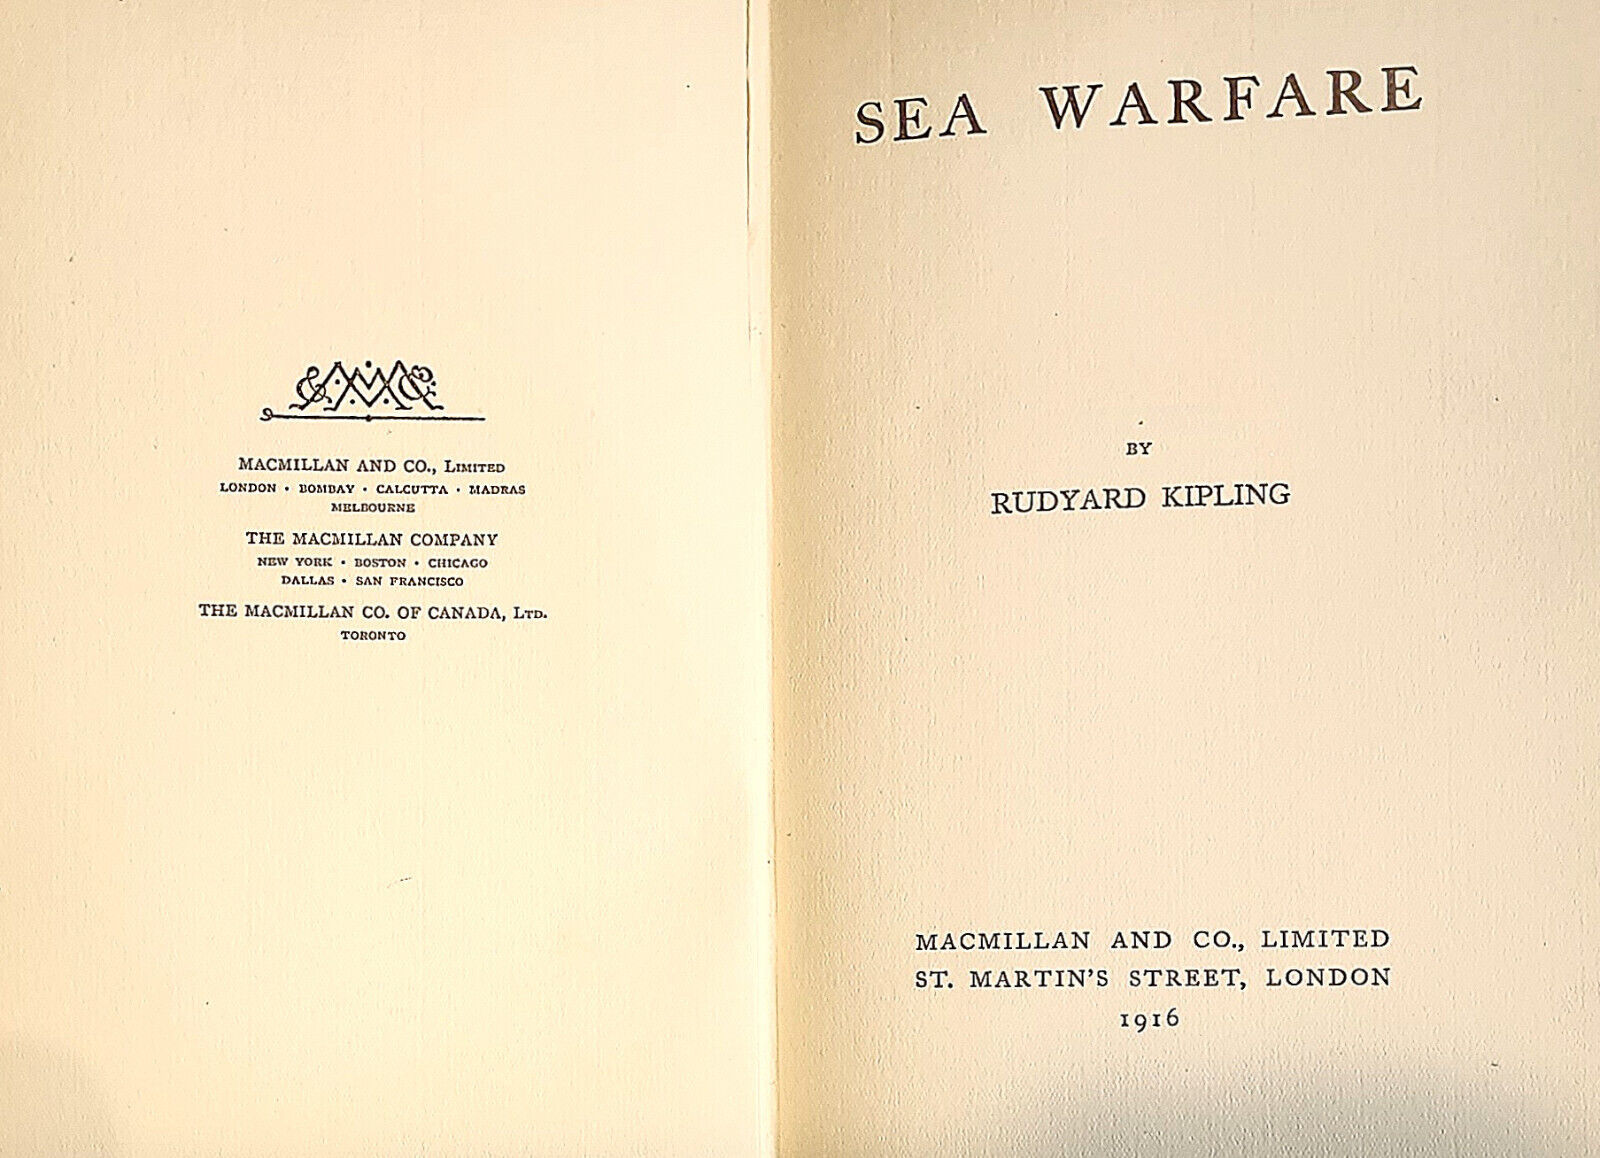 MACMILLAN AND CO., LIMITED
LONDON · BOMBAY · CALCUTTA · MADRAS
MELBOURNE
THE MACMILLAN COMPANY
NEW YORK · BOSTON · CHICAGO
DALLAS · SAN FRANCISCO
THE MACMILLAN CO. OF CANADA, LTD.
TORONTO
SEA WARFARE
BY
RUDYARD KIPLING
MACMILLAN AND CO., LIMITED
ST. MARTIN'S STREET, LONDON
1916